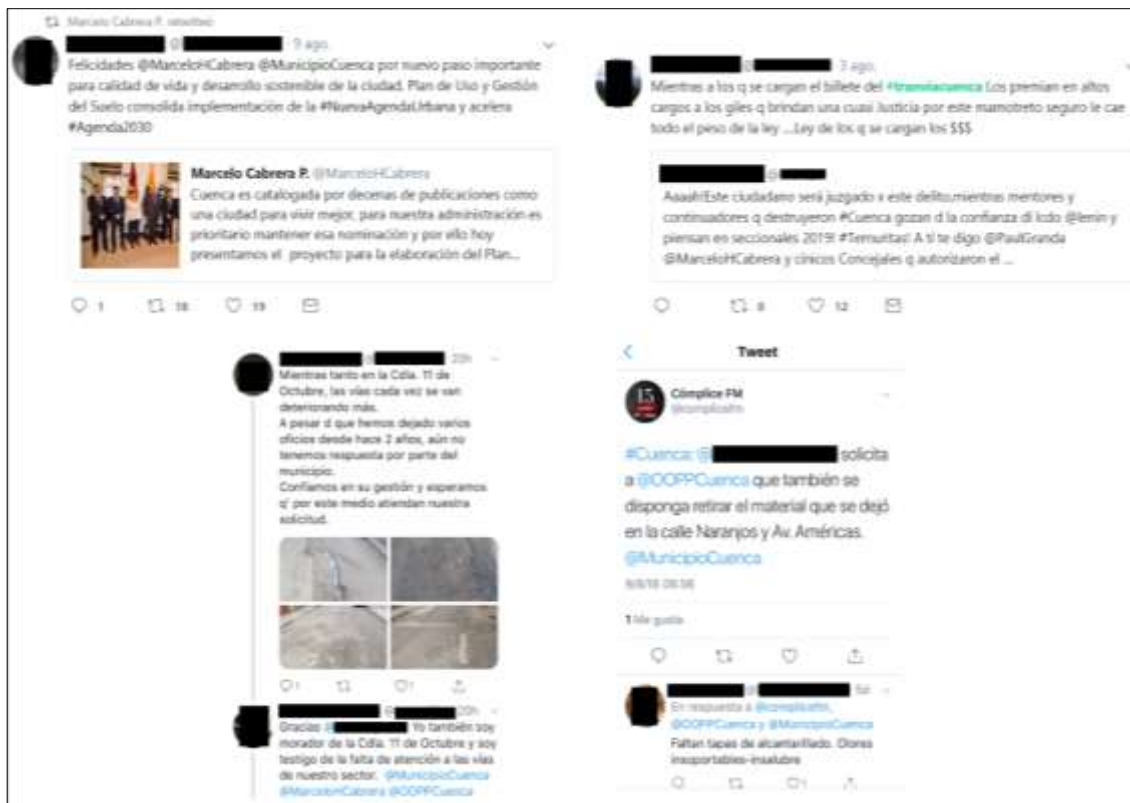 Marcelo Cabrera P. retwitteó
@ · 9 ago.
Felicidades @MarceloHCabrera @MunicipioCuenca por nuevo paso importante
para calidad de vida y desarrollo sostenible de la ciudad. Plan de Uso y Gestión
del Suelo consolida implementación de la #NuevaAgendaUrbana y acelera
#Agenda2030
Marcelo Cabrera P. @MarceloHCabrera
Cuenca es catalogada por decenas de publicaciones como
una ciudad para vivir mejor, para nuestra administración es
prioritario mantener esa nominación y por ello hoy
presentamos el proyecto para la elaboración del Plan...
1 18 19
@ · 3 ago.
Mientras a los q se cargan el billete del #tranviacuenca Los premian en altos
cargos a los giles q brindan una cuasi Justicia por este mamotreto seguro le cae
todo el peso de la ley ...Ley de los q se cargan los $$$
@
Aaaah!Este ciudadano será juzgado x este delito,mientras mentores y
continuadores q destruyeron #Cuenca gozan d la confianza dl lcdo @lenin y
piensan en seccionales 2019! #Ternuritas! A ti te digo @PaulGranda
@MarceloHCabrera y cínicos Concejales q autorizaron el ...
8 12
@ · 20h
Mientras tanto en la Cdla. 11 de
Octubre, las vías cada vez se van
deteriorando más.
A pesar d que hemos dejado varios
oficios desde hace 2 años, aún no
tenemos respuesta por parte del
municipio.
Confiamos en su gestión y esperamos
q' por este medio atiendan nuestra
solicitud.
1 1
@ 20h
Gracias @ Yo también soy
morador de la Cdla. 11 de Octubre y soy
testigo de la falta de atención a las vías
de nuestro sector. @MunicipioCuenca
@MarceloHCabrera @OOPPCuenca
Tweet
Cómplice FM
@complicefm
#Cuenca: @ solicita
a @OOPPCuenca que también se
disponga retirar el material que se dejó
en la calle Naranjos y Av. Américas.
@MunicipioCuenca
1 Me gusta
@
En respuesta a @complicefm,
@OOPPCuenca y @MunicipioCuenca
Faltan tapas de alcantarillado. Olores
insoportables-insalubre
1